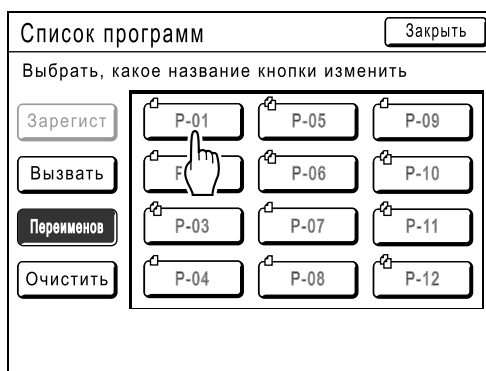 Список программ Закрыть
Выбрать, какое название кнопки изменить
Зарегист P-01 P-05 P-09
Вызвать P-06 P-10
Переименов P-03 P-07 P-11
Очистить P-04 P-08 P-12